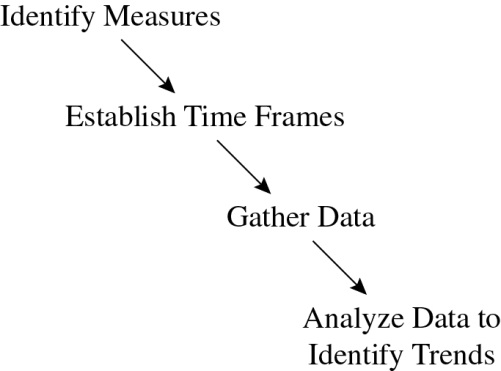 Identify Measures
Establish Time Frames
Gather Data
Analyze Data to
Identify Trends